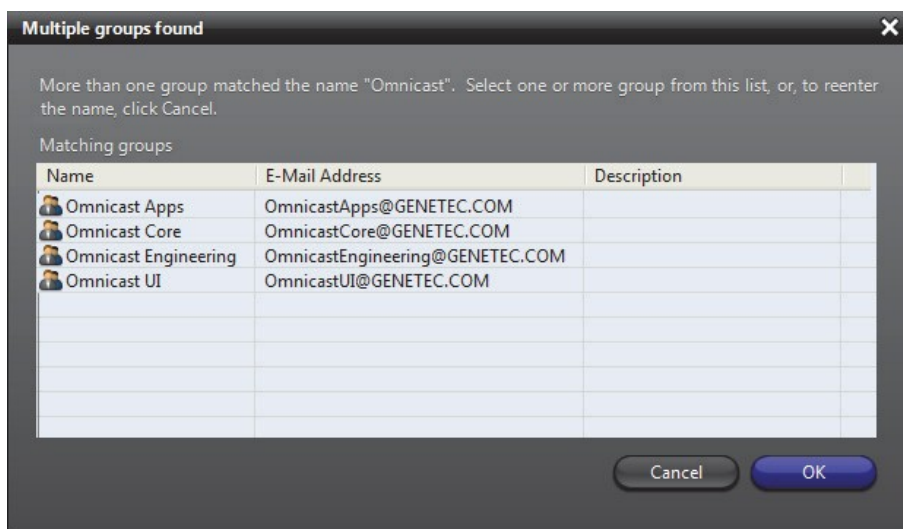 Multiple groups found
More than one group matched the name "Omnicast". Select one or more group from this list, or, to reenter
the name, click Cancel.
Matching groups
Name E-Mail Address Description
Omnicast Apps OmnicastApps@GENETEC.COM
Omnicast Core OmnicastCore@GENETEC.COM
Omnicast Engineering OmnicastEngineering@GENETEC.COM
Omnicast UI OmnicastUI@GENETEC.COM
Cancel OK